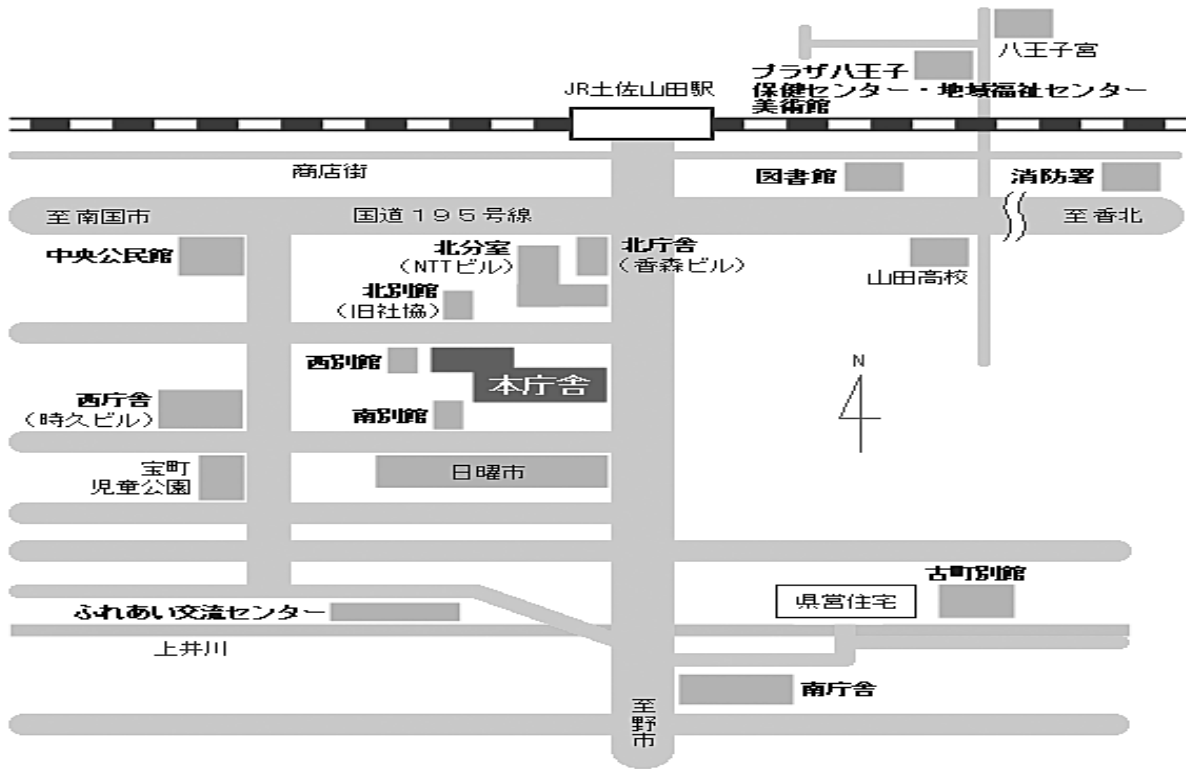 八王子宮
プラザ八王子
保健センター・地域福祉センター
美術館
JR土佐山田駅
商店街
図書館
消防署
至南国市
国道195号線
至香北
中央公民館
北分室
(NTTビル)
北庁舎
(香森ビル)
山田高校
北別館
(旧社協)
西別館
本庁舎
N
西庁舎
(時久ビル)
南別館
宝町
児童公園
日曜市
古町別館
県営住宅
ふれあい交流センター
上井川
南庁舎
至野市